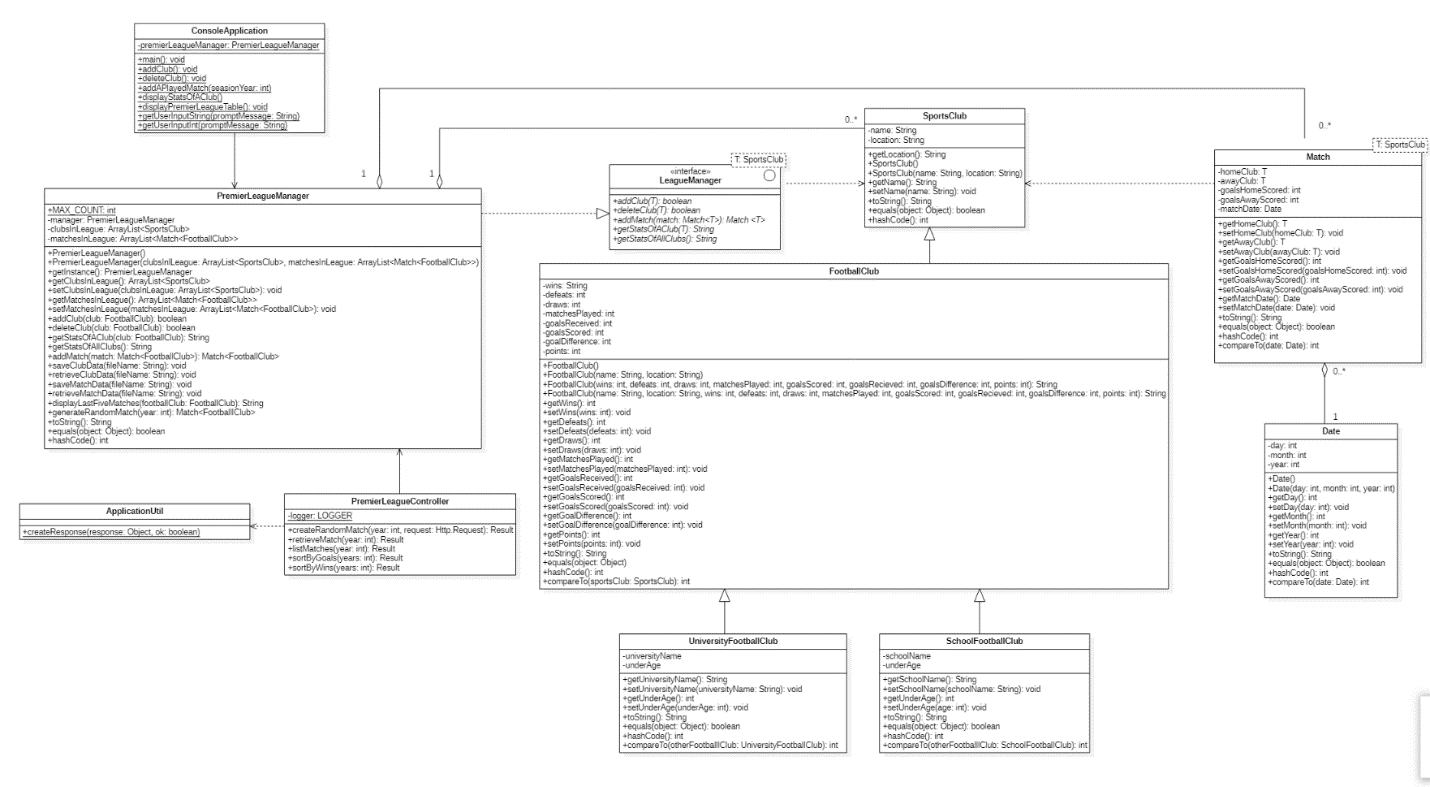 ConsoleApplication
-premierLeagueManager: PremierLeagueManager
+main(): void
+addClub(): void
+deleteClub(): void
+addAPlayedMatch(seasionYear: int)
+displayStatsOfAClub()
+displayPremierLeagueTable(): void
+getUserInputString(promptMessage: String)
+getUserInputInt(promptMessage: String)
1
1
0..*
0..*
PremierLeagueManager
+MAX_COUNT: int
-manager: PremierLeagueManager
-clubsInLeague: ArrayList<SportsClub>
-matchesInLeague: ArrayList<Match<FootballClub>>
+PremierLeagueManager()
+PremierLeagueManager(clubsInlLeague: ArrayList<SportsClub>, matchesInLeague: ArrayList<Match<FootballClub>>)
+getInstance(): PremierLeagueManager
+getClubsInLeague(): ArrayList<SportsClub>
+setClubsInLeague(clubsInLeague: ArrayList<SportsClub>): void
+getMatchesInLeague(): ArrayList<Match<FootballClub>>
+setMatchesInLeague(matchesInLeague: ArrayList<Match<FootballClub>): void
+addClub(club: FootballClub): boolean
+deleteClub(club: FootballClub): boolean
+getStatsOfAClub(club: FootballClub): String
+getStatsOfAllClubs(): String
+addMatch(match: Match<FootballClub>): Match<FootballClub>
+saveClubData(fileName: String): void
+retrieveClubData(fileName: String): void
+saveMatchData(fileName: String): void
+retrieveMatchData(fileName: String): void
+displayLastFiveMatches(footballClub: FootballClub): String
+generateRandomMatch(year: int): Match<FootballClub>
+toString(): String
+equals(object: Object): boolean
+hashCode(): int
T: SportsClub
«interface»
LeagueManager
+addClub(T): boolean
+deleteClub(T): boolean
+addMatch(match: Match<T>): Match <T>
+getStatsOfAClub(T): String
+getStatsOfAllClubs(): String
SportsClub
-name: String
-location: String
+getLocation(): String
+SportsClub()
+SportsClub(name: String, location: String)
+getName(): String
+setName(name: String): void
+toString(): String
+equals(object: Object): boolean
+hashCode(): int
T: SportsClub
Match
-homeClub: T
-awayClub: T
-goalsHomeScored: int
-goalsAwayScored: int
-matchDate: Date
+getHomeClub(): T
+setHomeClub(homeClub: T): void
+getAwayClub(): T
+setAwayClub(awayClub: T): void
+getGoalsHomeScored(): int
+setGoalsHomeScored(goalsHomeScored: int): void
+getGoalsAwayScored(): int
+setGoalsAwayScored(goalsAwayScored: int): void
+getMatchDate(): Date
+setMatchDate(date: Date): void
+toString(): String
+equals(object: Object): boolean
+hashCode(): int
+compareTo(date: Date): int
0..*
1
FootballClub
-wins: String
-defeats: int
-draws: int
-matchesPlayed: int
-goalsReceived: int
-goalsScored: int
-goalDifference: int
-points: int
+FootballClub()
+FootballClub(name: String, location: String)
+FootballClub(wins: int, defeats: int, draws: int, matchesPlayed: int, goalsScored: int, goalsRecieved: int, goalsDifference: int, points: int): String
+FootballClub(name: String, location: String, wins: int, defeats: int, draws: int, matchesPlayed: int, goalsScored: int, goalsRecieved: int, goalsDifference: int, points: int): String
+getWins(): int
+setWins(wins: int): void
+getDefeats(): int
+setDefeats(defeats: int): void
+getDraws(): int
+setDraws(draws: int): void
+getMatchesPlayed(): int
+setMatchesPlayed(matchesPlayed: int): void
+getGoalsReceived(): int
+setGoalsReceived(goalsReceived: int): void
+getGoalsScored(): int
+setGoalsScored(goalsScored: int): void
+getGoalDifference(): int
+setGoalDifference(goalDifference: int): void
+getPoints(): int
+setPoints(points: int): void
+toString(): String
+equals(object: Object)
+hashCode(): int
+compareTo(sportsClub: SportsClub): int
Date
-day: int
-month: int
-year: int
+Date()
+Date(day: int, month: int, year: int)
+getDay(): int
+setDay(day: int): void
+getMonth(): int
+setMonth(month: int): void
+getYear(): int
+setYear(year: int): void
+toString(): String
+equals(object: Object): boolean
+hashCode(): int
+compareTo(date: Date): int
ApplicationUtil
+createResponse(response: Object, ok: boolean)
PremierLeagueController
-logger: LOGGER
+createRandomMatch(year: int, request: Http.Request): Result
+retrieveMatch(year: int): Result
+listMatches(year: int): Result
+sortByGoals(years: int): Result
+sortByWins(years: int): Result
UniversityFootballClub
-universityName
-underAge
+getUniversityName(): String
+setUniversityName(universityName: String): void
+getUnderAge(): int
+setUnderAge(underAge: int): void
+toString(): String
+equals(object: Object): boolean
+hashCode(): int
+compareTo(otherFootballlClub: UniversityFootballClub): int
SchoolFootballClub
-schoolName
-underAge
+getSchoolName(): String
+setSchoolName(schoolName: String): void
+getUnderAge(): int
+setUnderAge(age: int): void
+toString(): String
+equals(object: Object): boolean
+hashCode(): int
+compareTo(otherFootballlClub: SchoolFootballClub): int